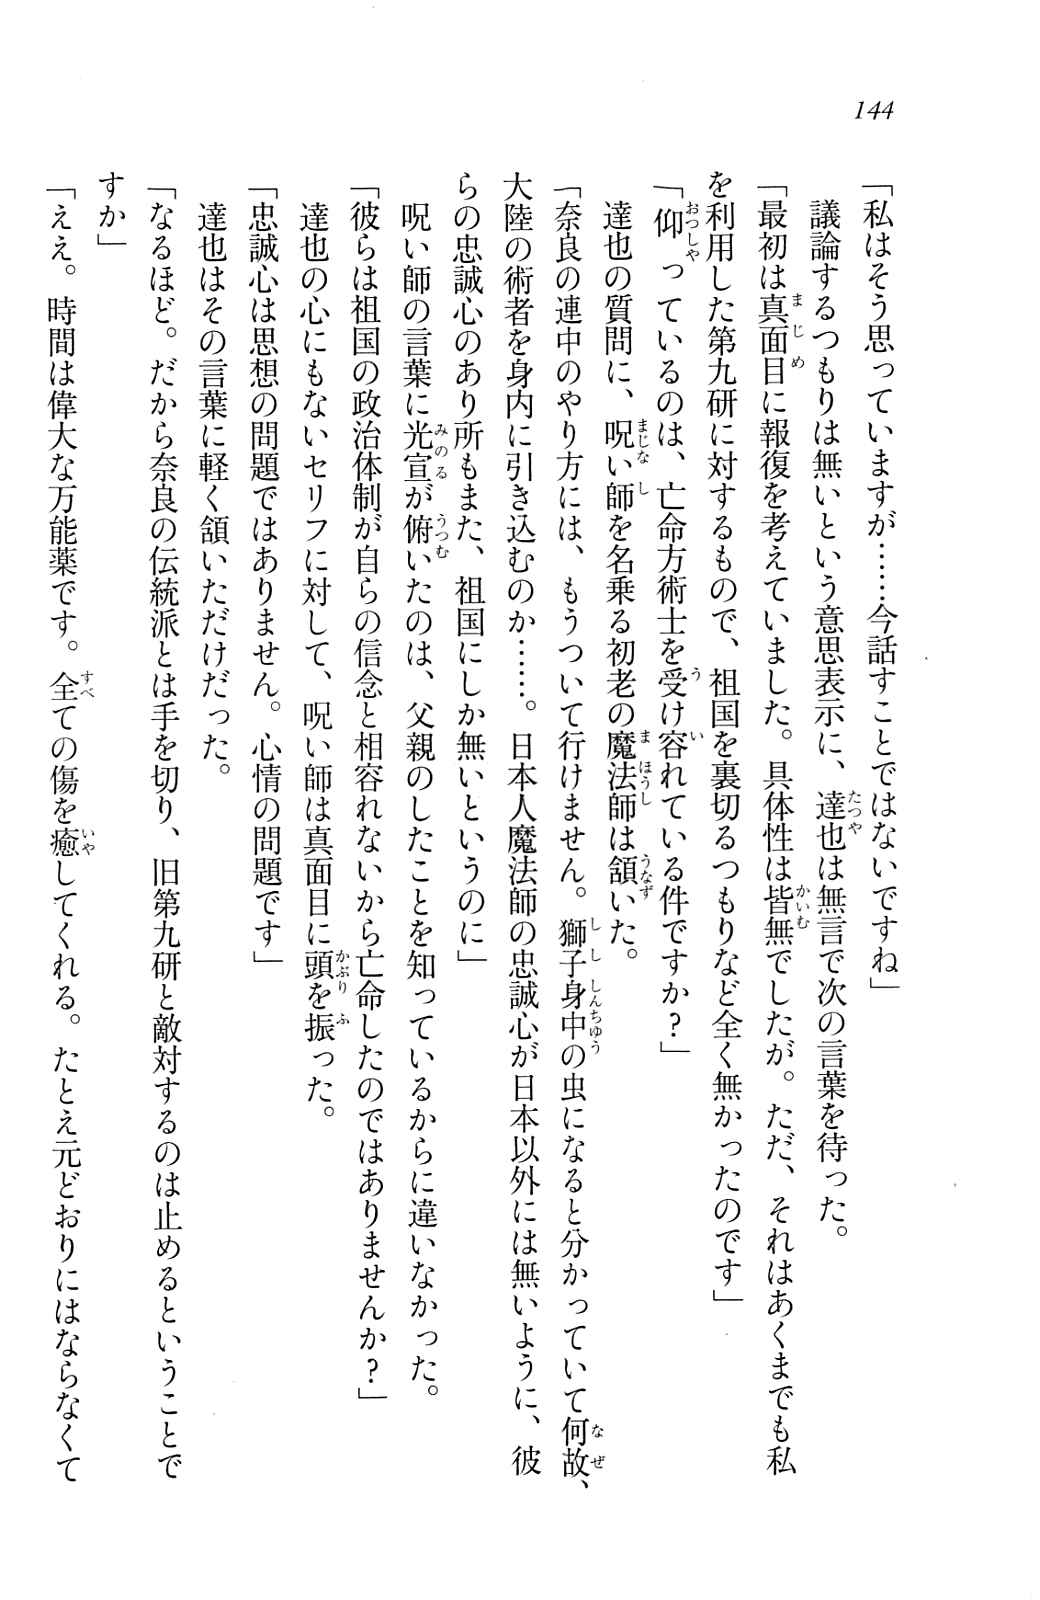 144
「私はそう思っていますが……今話すことではないですね」
　議論するつもりは無いという意思表示に、達也は無言で次の言葉を待った。
「最初は真面目に報復を考えていました。具体性は皆無でしたが。ただ、それはあくまでも私
を利用した第九研に対するもので、祖国を裏切るつもりなど全く無かったのです」
「仰っているのは、亡命方術士を受け容れている件ですか？」
　達也の質問に、呪い師を名乗る初老の魔法師は頷いた。
「奈良の連中のやり方には、もうついて行けません。獅子身中の虫になると分かっていて何故、
大陸の術者を身内に引き込むのか……。日本人魔法師の忠誠心が日本以外には無いように、彼
らの忠誠心のあり所もまた、祖国にしか無いというのに」
　呪い師の言葉に光宣が俯いたのは、父親のしたことを知っているからに違いなかった。
「彼らは祖国の政治体制が自らの信念と相容れないから亡命したのではありませんか？」
　達也の心にもないセリフに対して、呪い師は真面目に頭を振った。
「忠誠心は思想の問題ではありません。心情の問題です」
　達也はその言葉に軽く頷いただけだった。
「なるほど。だから奈良の伝統派とは手を切り、旧第九研と敵対するのは止めるということで
すか」
「ええ。時間は偉大な万能薬です。全ての傷を癒してくれる。たとえ元どおりにはならなくて